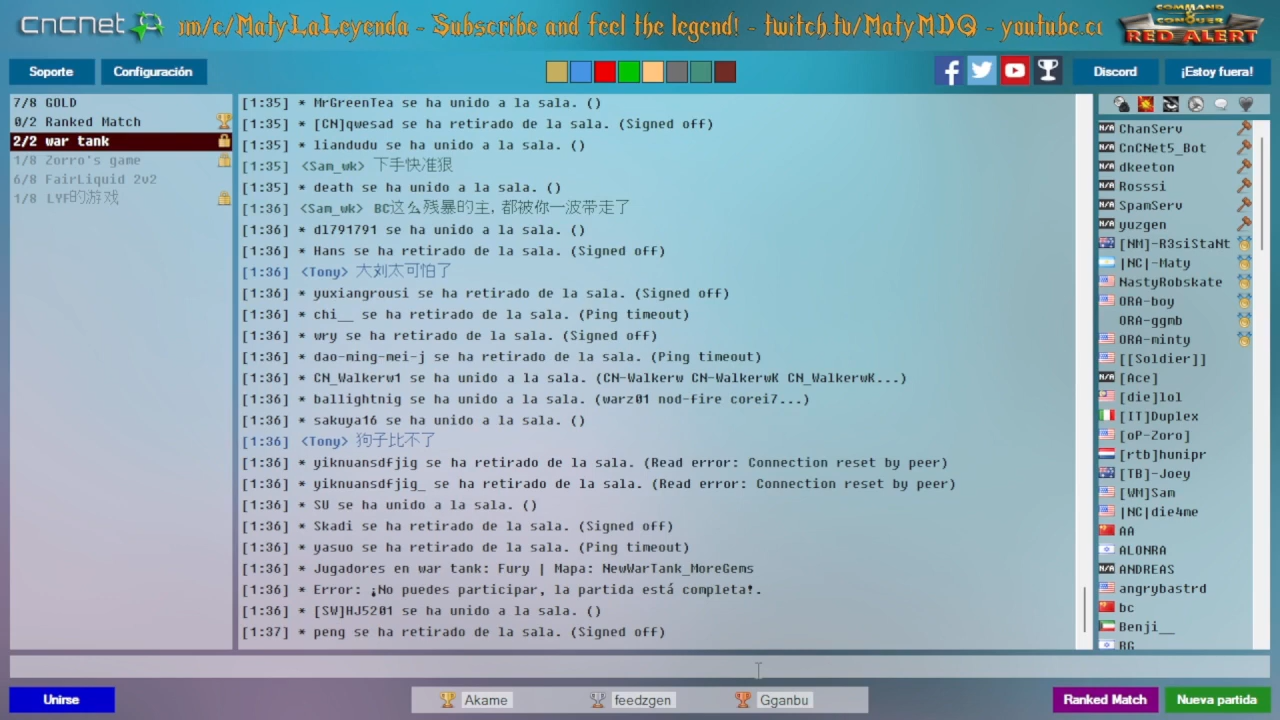 CnCNet
m/c/MatyLaLeyenda - Subscribe and feel the legend! - twitch.tv/MatyMDQ - youtube.c
COMMAND & CONQUER
RED ALERT
Soporte
Configuración
Discord
¡Estoy fuera!
7/8 GOLD
0/2 Ranked Match
2/2 war tank
1/8 Zorro's game
6/8 FairLiquid 2v2
1/8 LYF的游戏
[1:35] * MrGreenTea se ha unido a la sala. ()
[1:35] * [CN]qwesad se ha retirado de la sala. (Signed off)
[1:35] * liandudu se ha unido a la sala. ()
[1:35] <Sam_wk> 下手快准狠
[1:35] * death se ha unido a la sala. ()
[1:36] <Sam_wk> BC这么残暴的主, 都被你一波带走了
[1:36] * dl791791 se ha unido a la sala. ()
[1:36] * Hans se ha retirado de la sala. (Signed off)
[1:36] <Tony> 大刘太可怕了
[1:36] * yuxiangrousi se ha retirado de la sala. (Signed off)
[1:36] * chi__ se ha retirado de la sala. (Ping timeout)
[1:36] * wry se ha retirado de la sala. (Signed off)
[1:36] * dao-ming-mei-j se ha retirado de la sala. (Ping timeout)
[1:36] * CN_Walkerw1 se ha unido a la sala. (CN-Walkerw CN-WalkerwK CN_WalkerwK...)
[1:36] * ballightnig se ha unido a la sala. (warz01 nod-fire corei7...)
[1:36] * sakuya16 se ha unido a la sala. ()
[1:36] <Tony> 狗子比不了
[1:36] * yiknuansdfjig se ha retirado de la sala. (Read error: Connection reset by peer)
[1:36] * yiknuansdfjig_ se ha retirado de la sala. (Read error: Connection reset by peer)
[1:36] * SU se ha unido a la sala. ()
[1:36] * Skadi se ha retirado de la sala. (Signed off)
[1:36] * yasuo se ha retirado de la sala. (Ping timeout)
[1:36] * Jugadores en war tank: Fury | Mapa: NewWarTank_MoreGems
[1:36] * Error: ¡No puedes participar, la partida está completa!.
[1:36] * [SW]HJ5201 se ha unido a la sala. ()
[1:37] * peng se ha retirado de la sala. (Signed off)
N/A ChanServ
N/A CnCNet5_Bot
N/A dkeeton
N/A Rosssi
N/A SpamServ
N/A yuzgen
[NM]-R3siStaNt
|NC|-Maty
NastyRobskate
ORA-boy
ORA-ggmb
ORA-minty
[[Soldier]]
N/A [Ace]
[die]lol
[IT]Duplex
[oP-Zoro]
[rtb]hunipr
[TB]-Joey
[WM]Sam
|NC|die4me
AA
ALONRA
N/A ANDREAS
angrybastrd
bc
Benji__
BG
Unirse
Akame
feedzgen
Gganbu
Ranked Match
Nueva partida